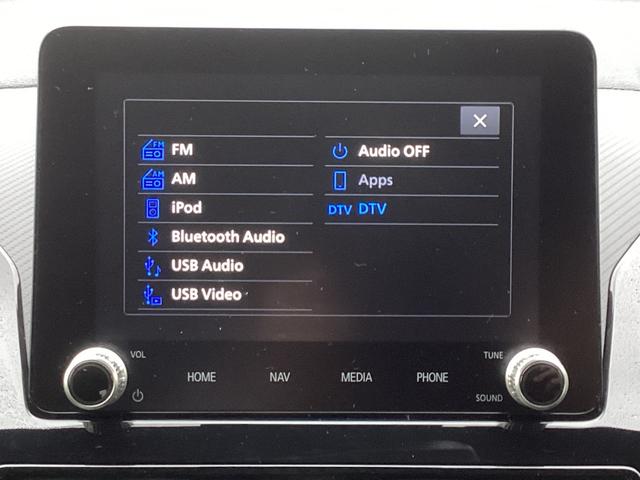 FM
AM
iPod
Bluetooth Audio
USB Audio
USB Video
Audio OFF
Apps
DTV DTV
VOL
TUNE
HOME
NAV
MEDIA
PHONE
SOUND